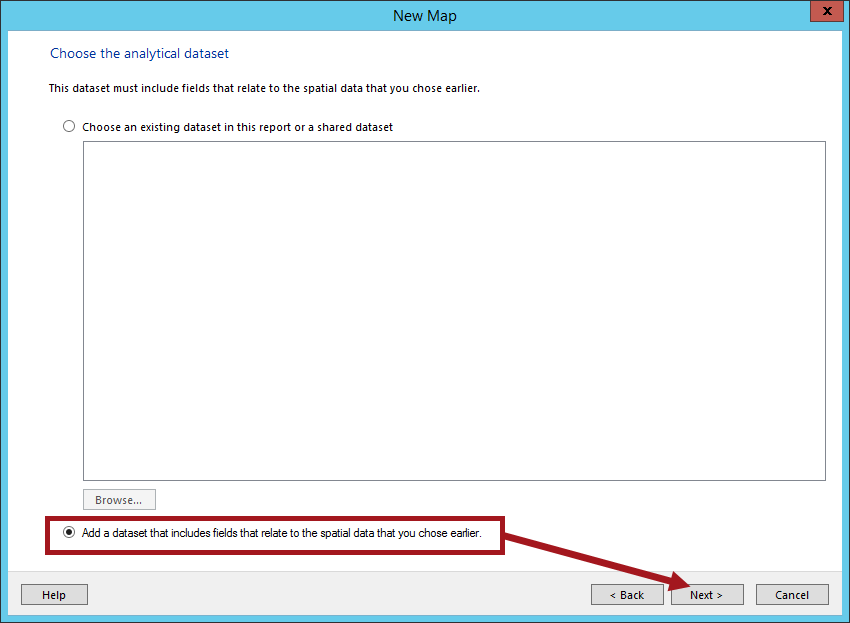 New Map
x
Choose the analytical dataset
This dataset must include fields that relate to the spatial data that you chose earlier.
Choose an existing dataset in this report or a shared dataset
Browse...
Add a dataset that includes fields that relate to the spatial data that you chose earlier.
Help
< Back
Next >
Cancel